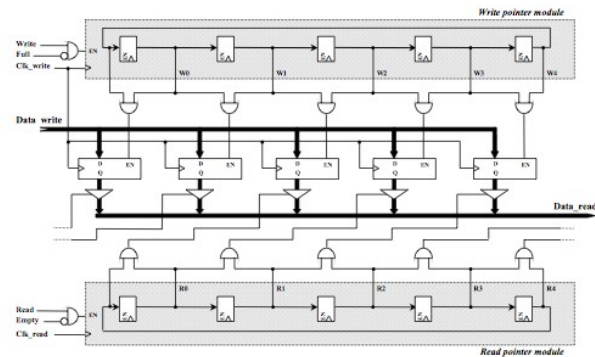 Write pointer module
Write
Full
EN
Clk_write
W0 W1 W2 W3 W4
Data_write
D D D D D
Q Q Q Q Q
EN EN EN EN EN
Data_read
R0 R1 R2 R3 R4
Read
Empty
EN
Clk_read
Read pointer module